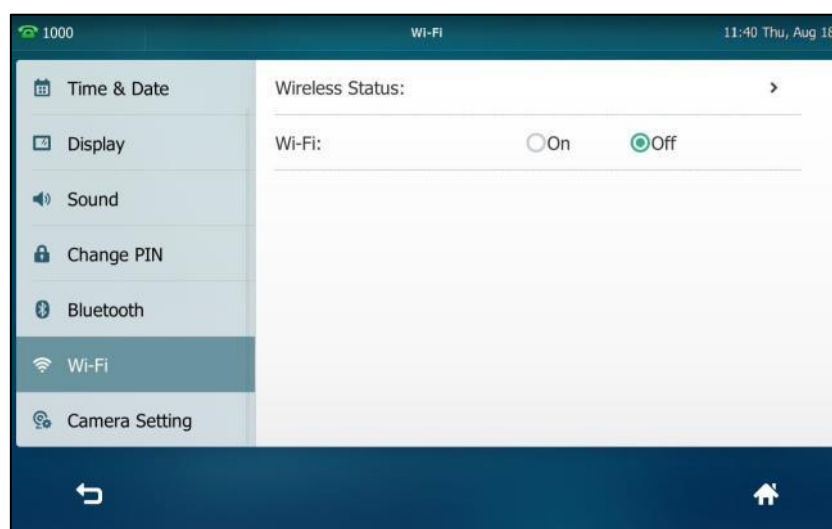 1000 Wi-Fi 11:40 Thu, Aug 18
Time & Date
Display
Sound
Change PIN
Bluetooth
Wi-Fi
Camera Setting
Wireless Status:
Wi-Fi: On Off